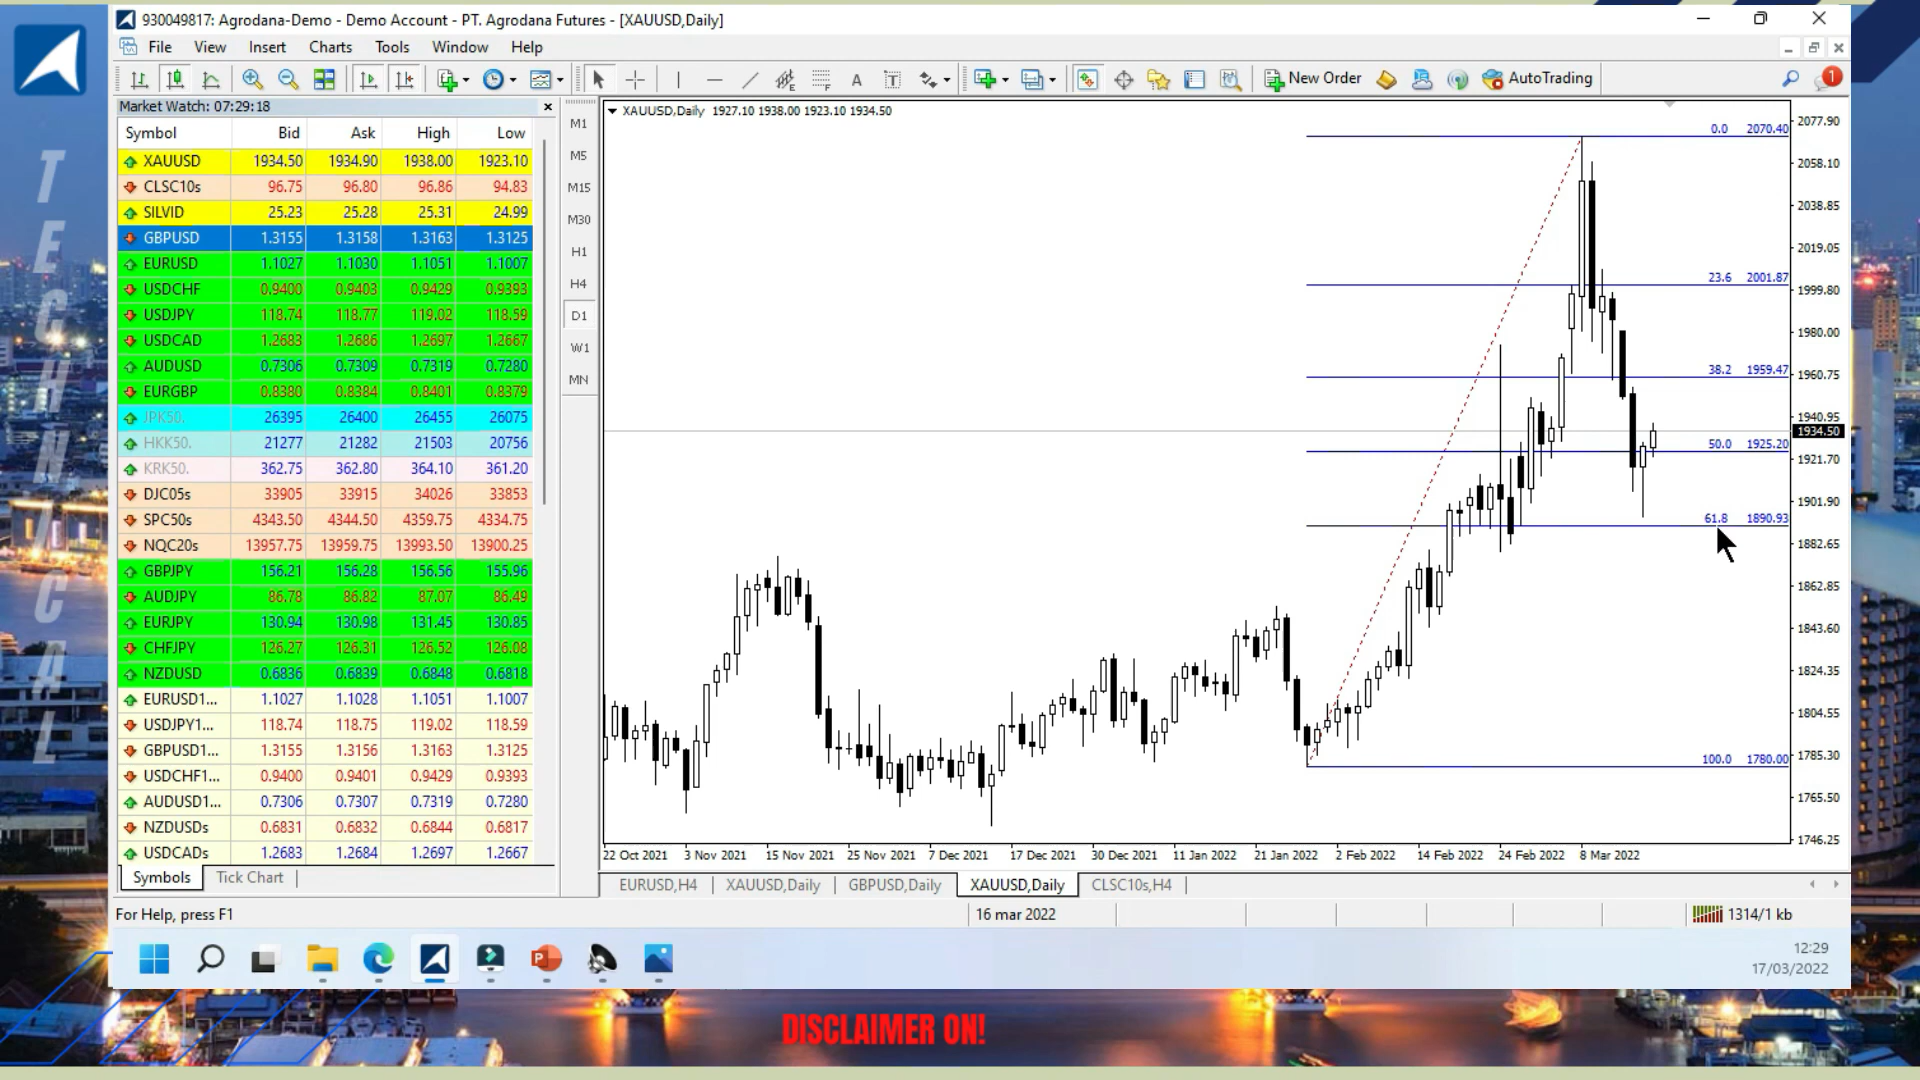 930049817: Agrodana-Demo - Demo Account - PT. Agrodana Futures - [XAUUSD,Daily]
File View Insert Charts Tools Window Help
New Order AutoTrading 1
Market Watch: 07:29:18
Symbol Bid Ask High Low
XAUUSD 1934.50 1934.90 1938.00 1923.10
CLSC10s 96.75 96.80 96.86 94.83
SILVID 25.23 25.28 25.31 24.99
GBPUSD 1.3155 1.3158 1.3163 1.3125
EURUSD 1.1027 1.1030 1.1051 1.1007
USDCHF 0.9400 0.9403 0.9429 0.9393
USDJPY 118.74 118.77 119.02 118.59
USDCAD 1.2683 1.2686 1.2697 1.2667
AUDUSD 0.7306 0.7309 0.7319 0.7280
EURGBP 0.8380 0.8384 0.8401 0.8379
JPK50. 26395 26400 26455 26075
HKK50. 21277 21282 21503 20756
KRK50. 362.75 362.80 364.10 361.20
DJC05s 33905 33915 34026 33853
SPC50s 4343.50 4344.50 4359.75 4334.75
NQC20s 13957.75 13959.75 13993.50 13900.25
GBPJPY 156.21 156.28 156.56 155.96
AUDJPY 86.78 86.82 87.07 86.49
EURJPY 130.94 130.98 131.45 130.85
CHFJPY 126.27 126.31 126.52 126.08
NZDUSD 0.6836 0.6839 0.6848 0.6818
EURUSD1... 1.1027 1.1028 1.1051 1.1007
USDJPY1... 118.74 118.75 119.02 118.59
GBPUSD1... 1.3155 1.3156 1.3163 1.3125
USDCHF1... 0.9400 0.9401 0.9429 0.9393
AUDUSD1... 0.7306 0.7307 0.7319 0.7280
NZDUSDs 0.6831 0.6832 0.6844 0.6817
USDCADs 1.2683 1.2684 1.2697 1.2667
Symbols Tick Chart
M1
M5
M15
M30
H1
H4
D1
W1
MN
XAUUSD,Daily 1927.10 1938.00 1923.10 1934.50
0.0 2070.40
23.6 2001.87
38.2 1959.47
50.0 1925.20
61.8 1890.93
100.0 1780.00
2077.90
2058.10
2038.85
2019.05
1999.80
1980.00
1960.75
1940.95
1934.50
1921.70
1901.90
1882.65
1862.85
1843.60
1824.35
1804.55
1785.30
1765.50
1746.25
22 Oct 2021 3 Nov 2021 15 Nov 2021 25 Nov 2021 7 Dec 2021 17 Dec 2021 30 Dec 2021 11 Jan 2022 21 Jan 2022 2 Feb 2022 14 Feb 2022 24 Feb 2022 8 Mar 2022
EURUSD,H4 XAUUSD,Daily GBPUSD,Daily XAUUSD,Daily CLSC10s,H4
For Help, press F1 16 mar 2022 1314/1 kb
12:29
17/03/2022
TECHNICAL
DISCLAIMER ON!